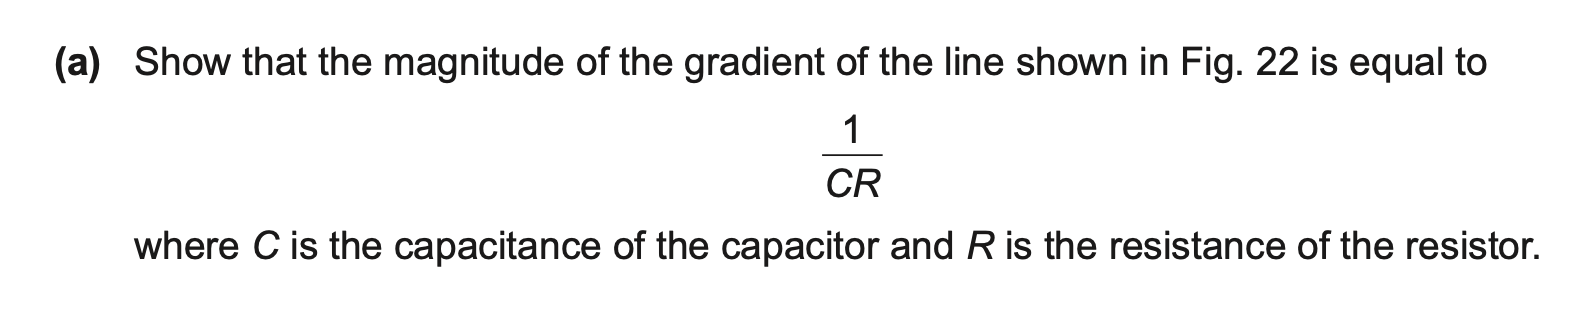 (a) Show that the magnitude of the gradient of the line shown in Fig. 22 is equal to
1
CR
where C is the capacitance of the capacitor and R is the resistance of the resistor.